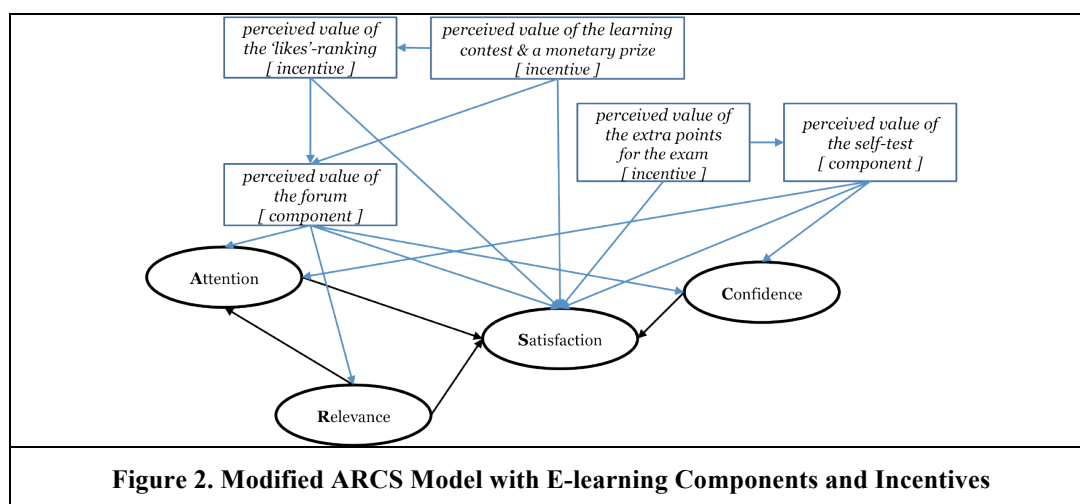 perceived value of
the ‘likes’-ranking
[ incentive ]
perceived value of the learning
contest & a monetary prize
[ incentive ]
perceived value of
the extra points
for the exam
[ incentive ]
perceived value of
the self-test
[ component ]
perceived value of
the forum
[ component ]
Attention
Confidence
Satisfaction
Relevance
Figure 2. Modified ARCS Model with E-learning Components and Incentives